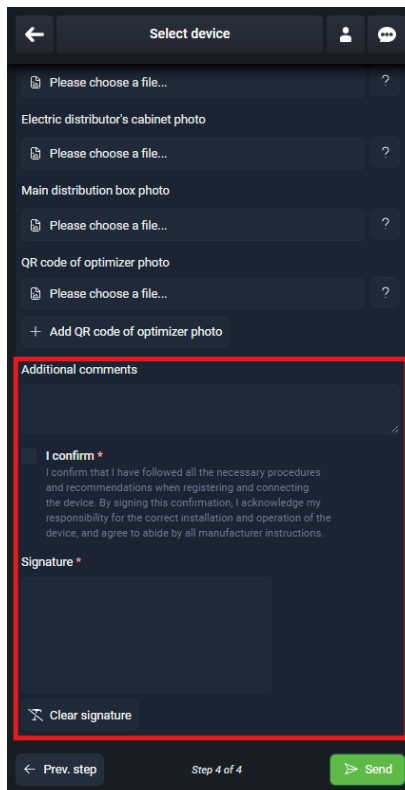 Select device
Please choose a file...
?
Electric distributor's cabinet photo
Please choose a file...
?
Main distribution box photo
Please choose a file...
?
QR code of optimizer photo
Please choose a file...
?
+ Add QR code of optimizer photo
Additional comments
I confirm *
I confirm that I have followed all the necessary procedures
and recommendations when registering and connecting
the device. By signing this confirmation, I acknowledge my
responsibility for the correct installation and operation of the
device, and agree to abide by all manufacturer instructions.
Signature *
Clear signature
← Prev. step
Step 4 of 4
Send